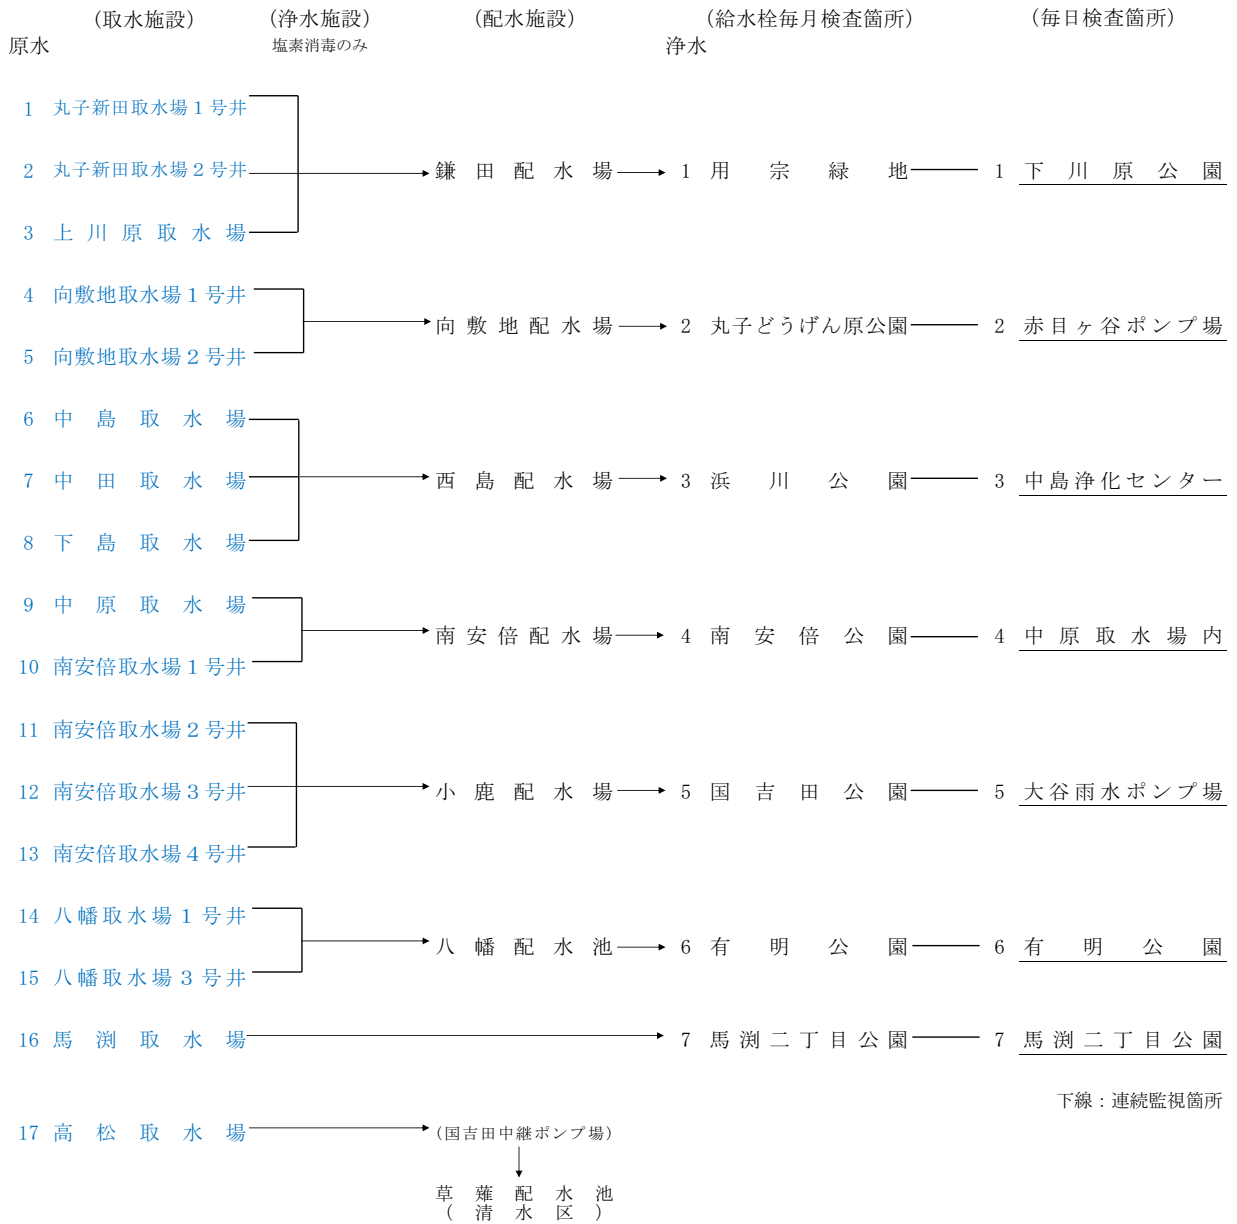 （取水施設） （浄水施設） （配水施設） （給水栓毎月検査箇所） （毎日検査箇所）
原水 塩素消毒のみ 浄水
1 丸子新田取水場１号井
2 丸子新田取水場２号井 鎌田配水場 1 用宗緑地 1 下川原公園
3 上川原取水場
4 向敷地取水場１号井
向敷地配水場 2 丸子どうげん原公園 2 赤目ヶ谷ポンプ場
5 向敷地取水場２号井
6 中島取水場
7 中田取水場 西島配水場 3 浜川公園 3 中島浄化センター
8 下島取水場
9 中原取水場
南安倍配水場 4 南安倍公園 4 中原取水場内
10 南安倍取水場１号井
11 南安倍取水場２号井
12 南安倍取水場３号井 小鹿配水場 5 国吉田公園 5 大谷雨水ポンプ場
13 南安倍取水場４号井
14 八幡取水場１号井
八幡配水池 6 有明公園 6 有明公園
15 八幡取水場３号井
16 馬渕取水場 7 馬渕二丁目公園 7 馬渕二丁目公園
下線：連続監視箇所
17 高松取水場 （国吉田中継ポンプ場）
草薙配水池
（清水区）